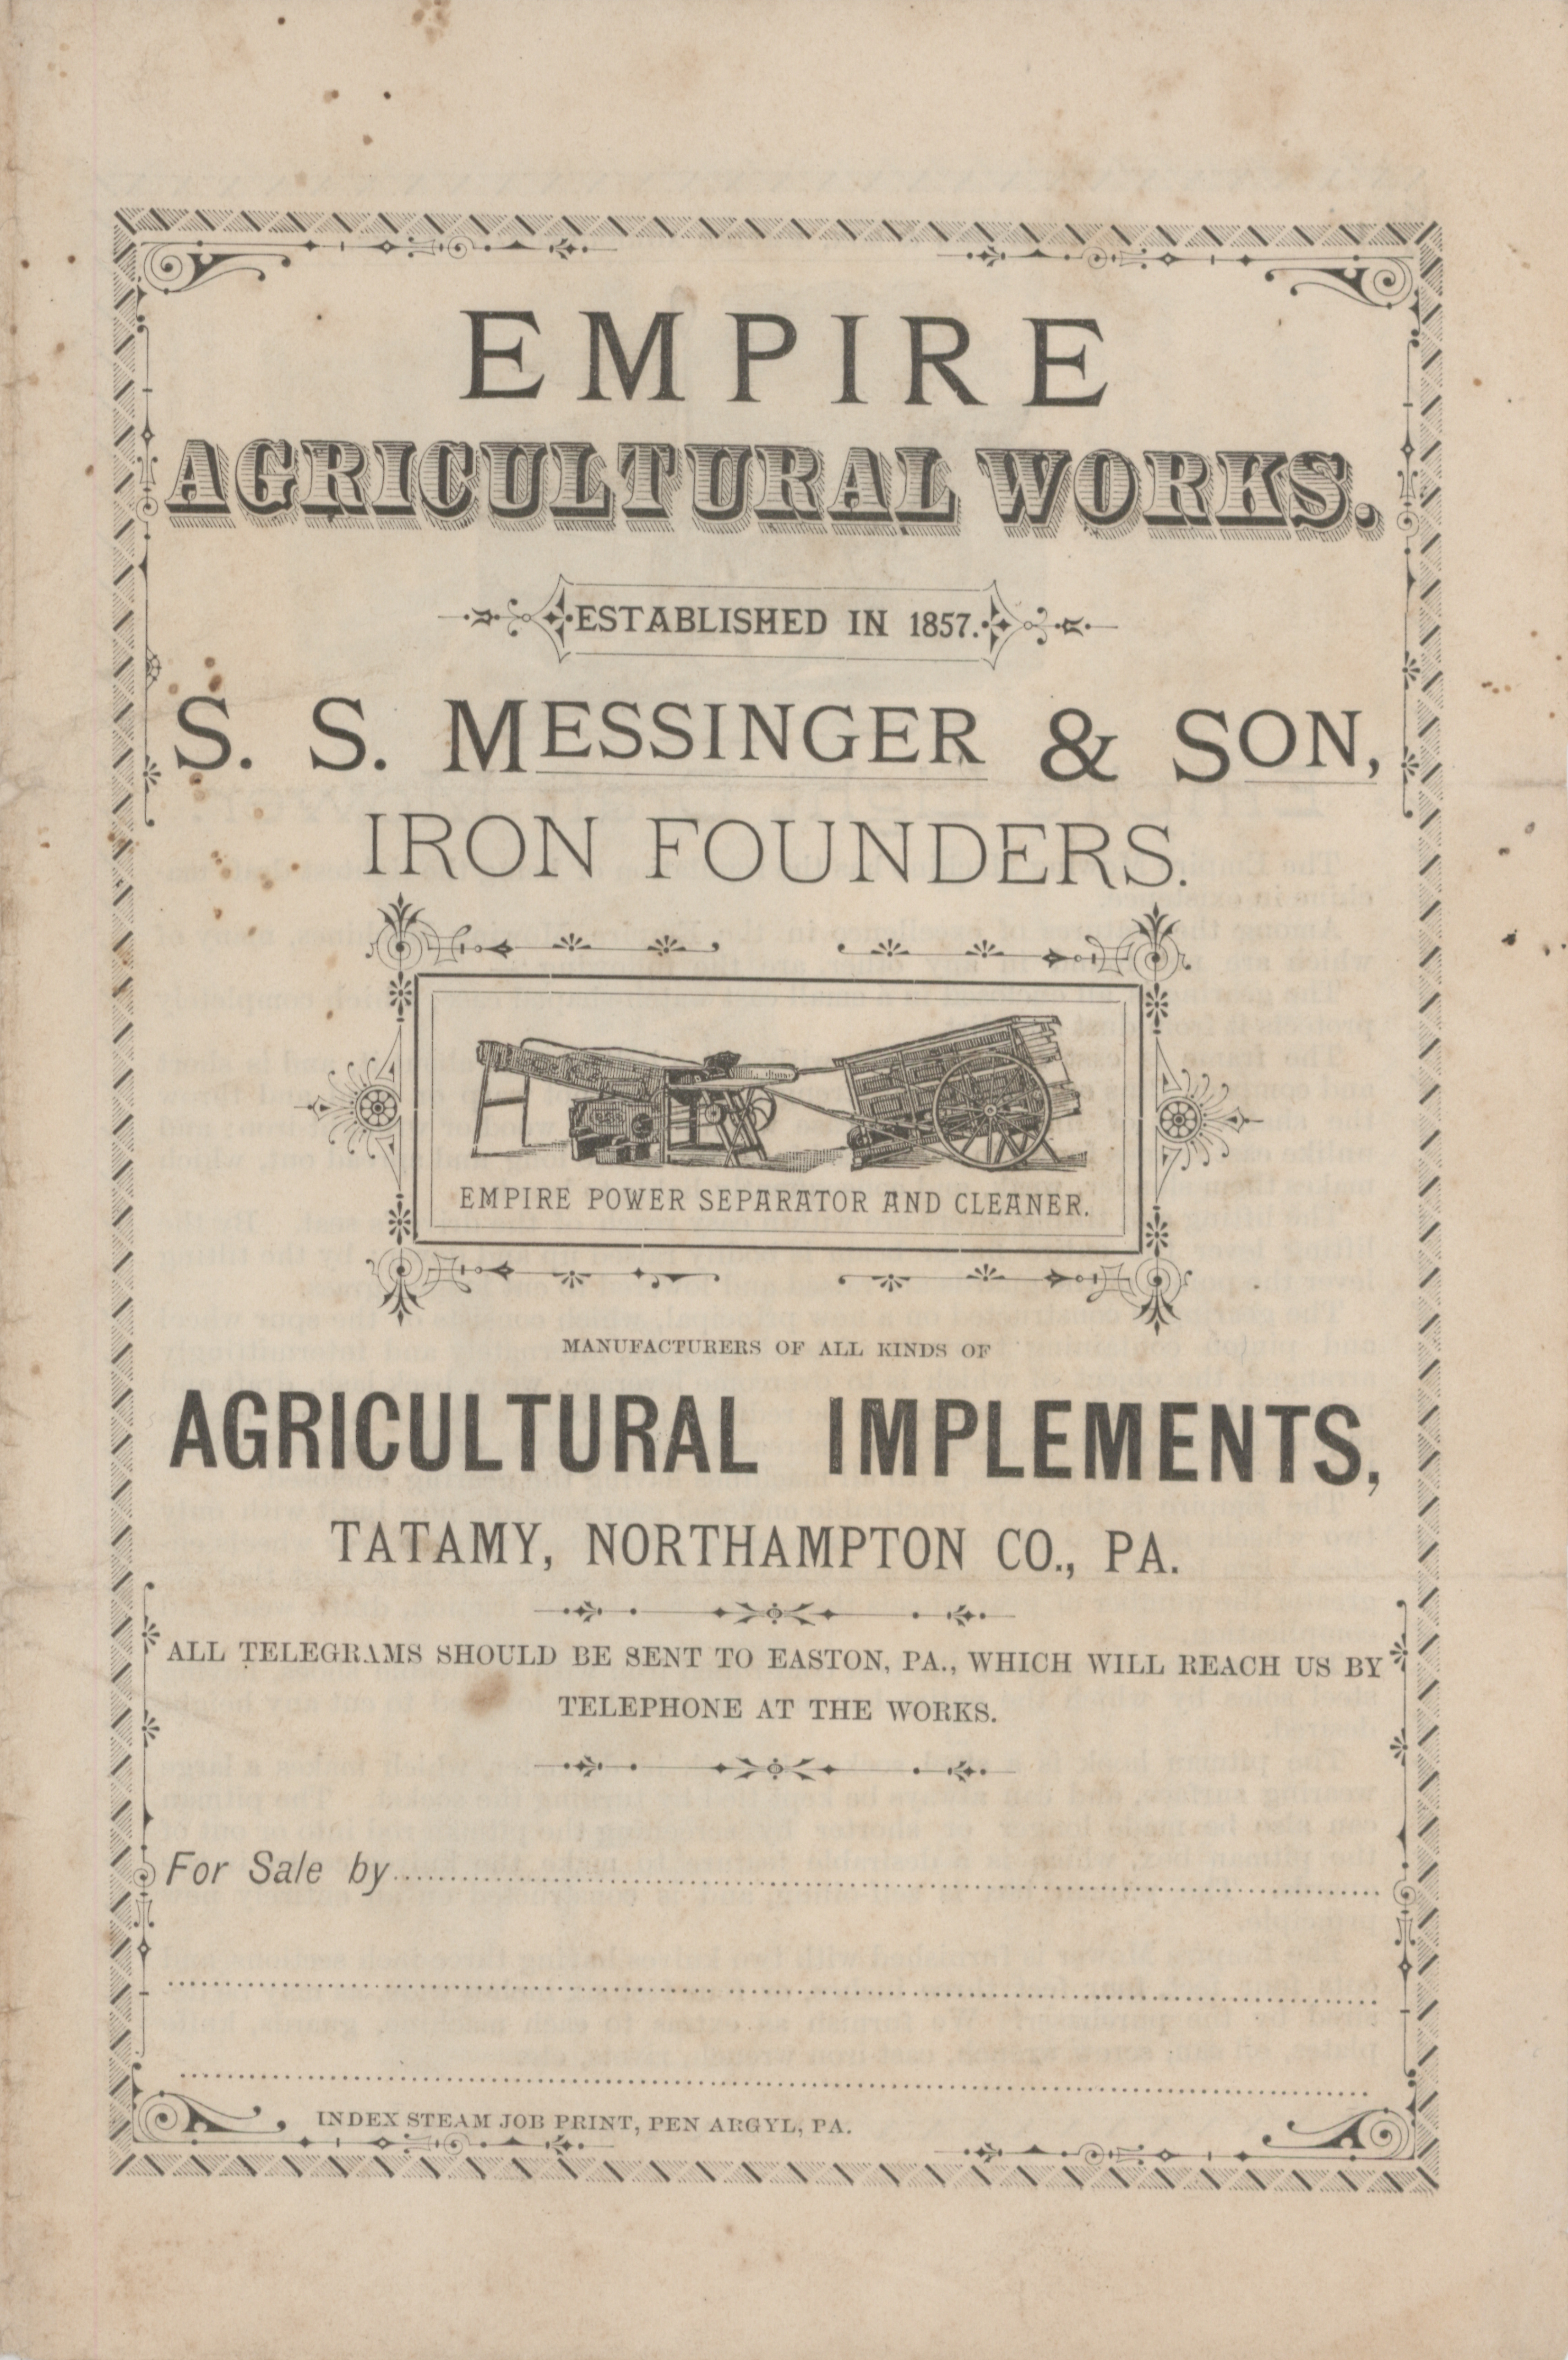 EMPIRE
AGRICULTURAL WORKS.
ESTABLISHED IN 1857.
S. S. MESSINGER & SON,
IRON FOUNDERS.
EMPIRE POWER SEPARATOR AND CLEANER.
MANUFACTURERS OF ALL KINDS OF
AGRICULTURAL IMPLEMENTS,
TATAMY, NORTHAMPTON CO., PA.
ALL TELEGRAMS SHOULD BE SENT TO EASTON, PA., WHICH WILL REACH US BY
TELEPHONE AT THE WORKS.
For Sale by
INDEX STEAM JOB PRINT, PEN ARGYL, PA.